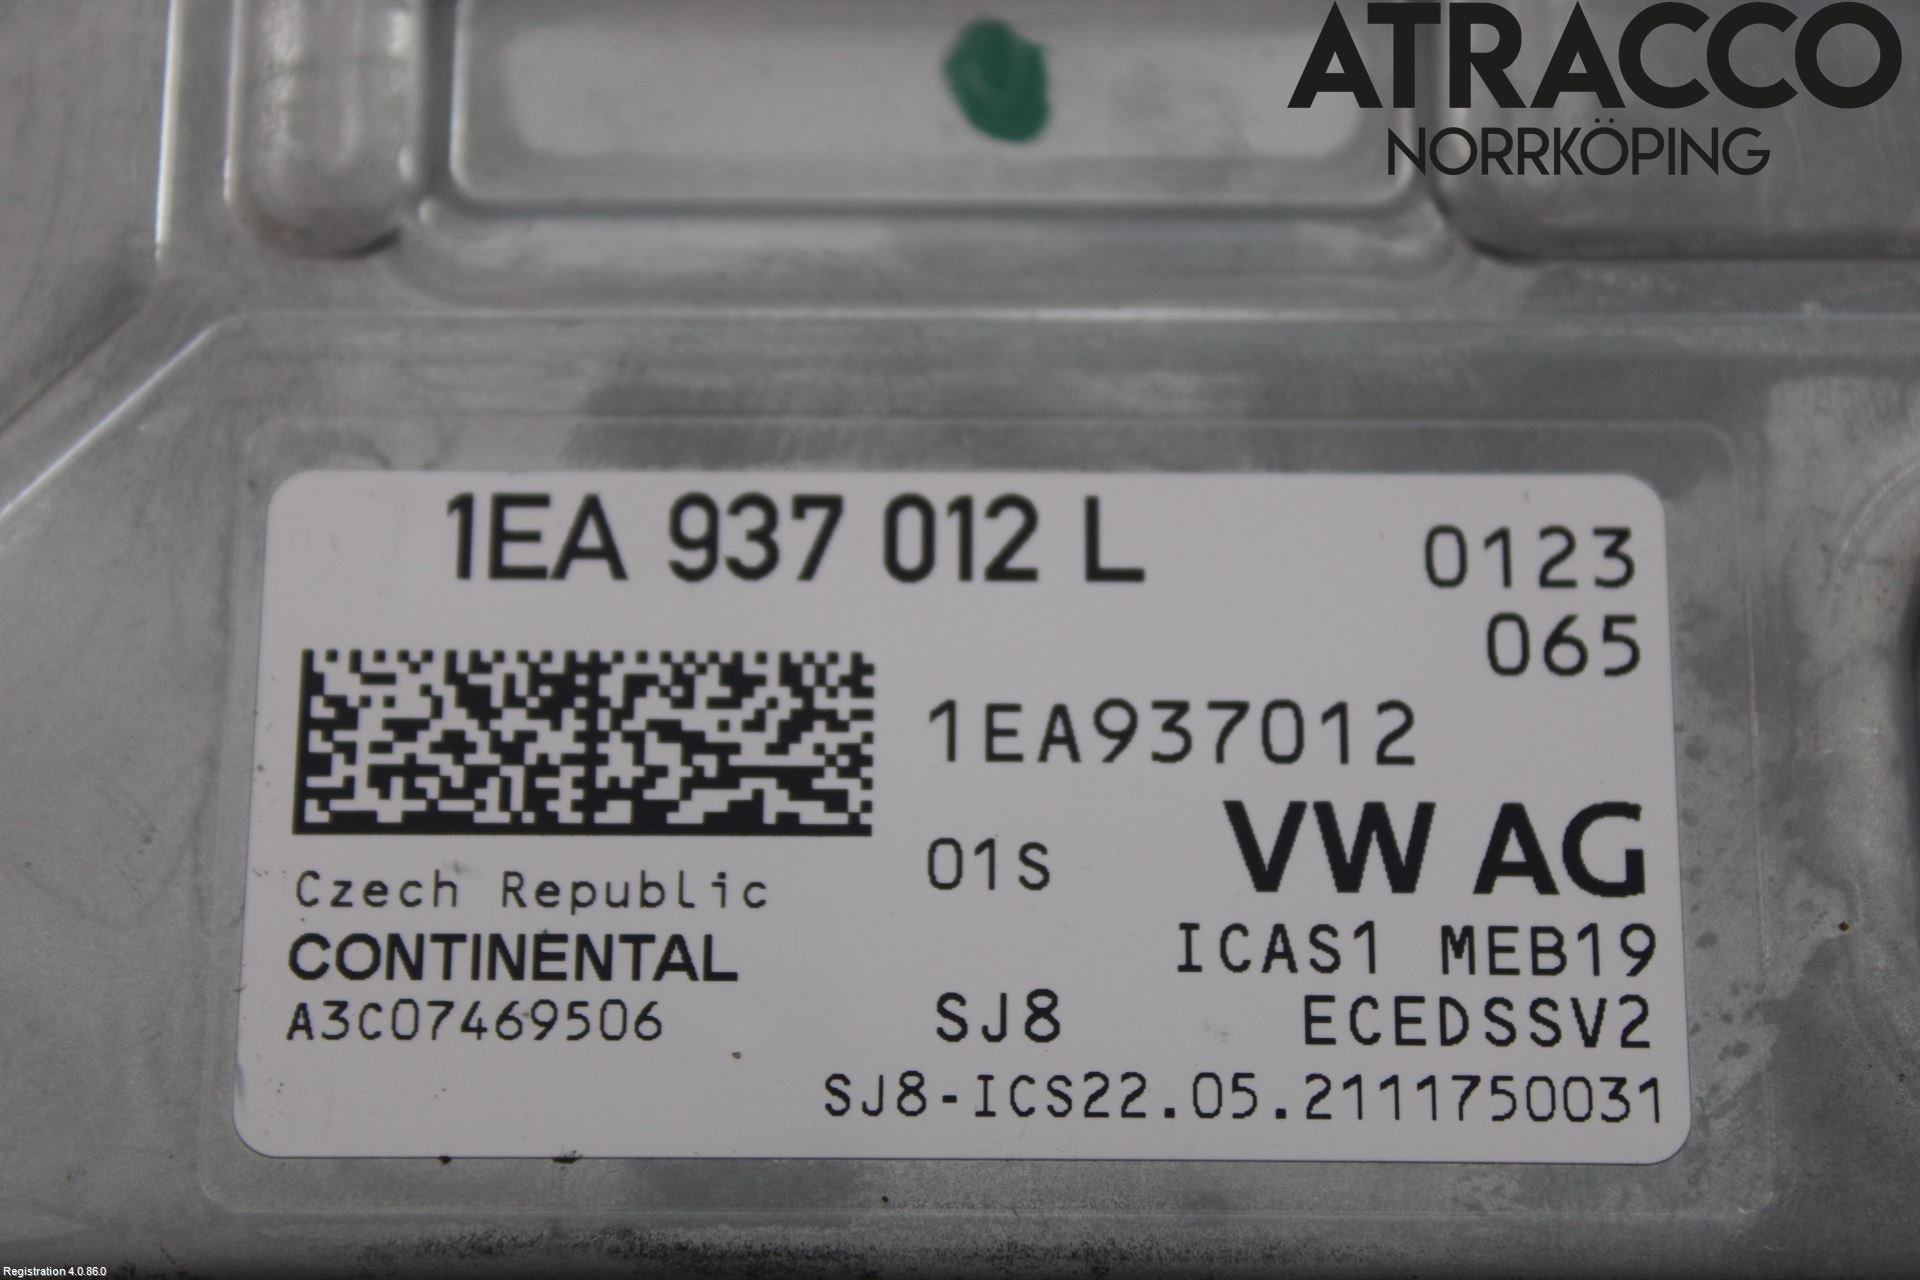 ATRACCO
NORRKÖPING
1EA 937 012 L
0123
065
1EA937012
01S
VW AG
Czech Republic
CONTINENTAL
ICAS1 MEB19
A3C07469506
SJ8
ECEDSSV2
SJ8-ICS22.05.2111750031
Registration 4.0.86.0